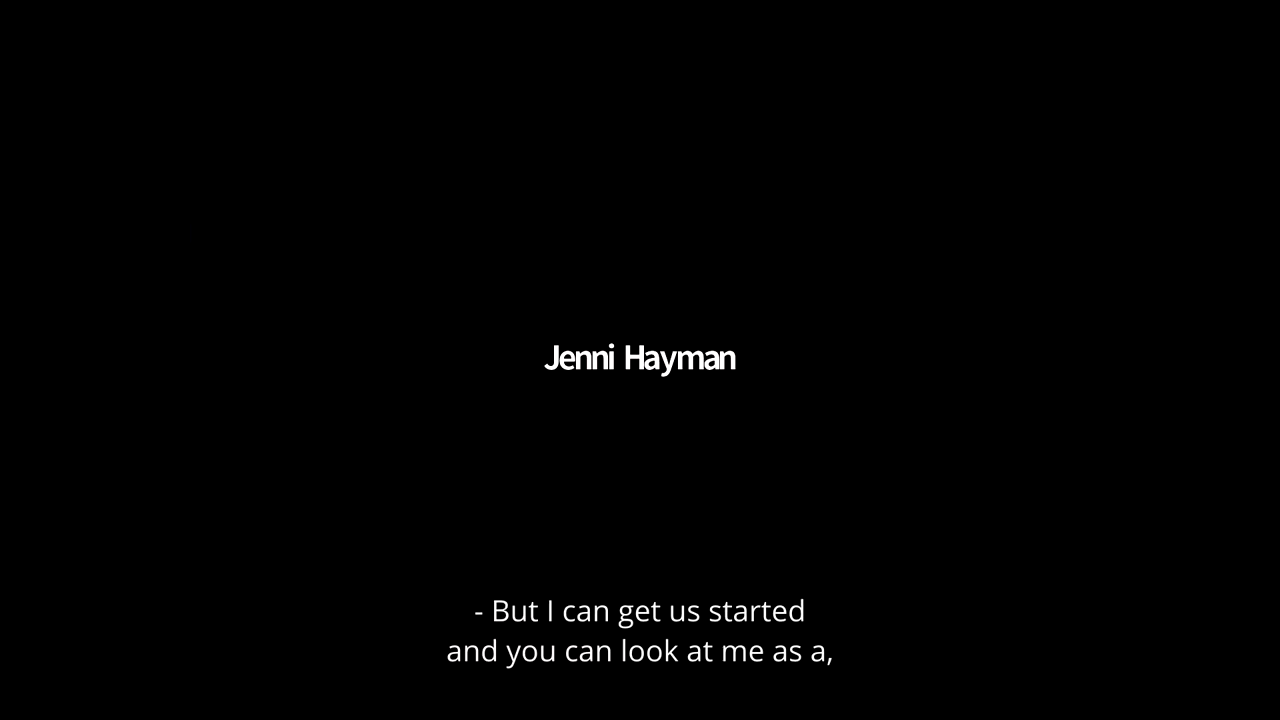 Jenni Hayman
- But I can get us started
and you can look at me as a,